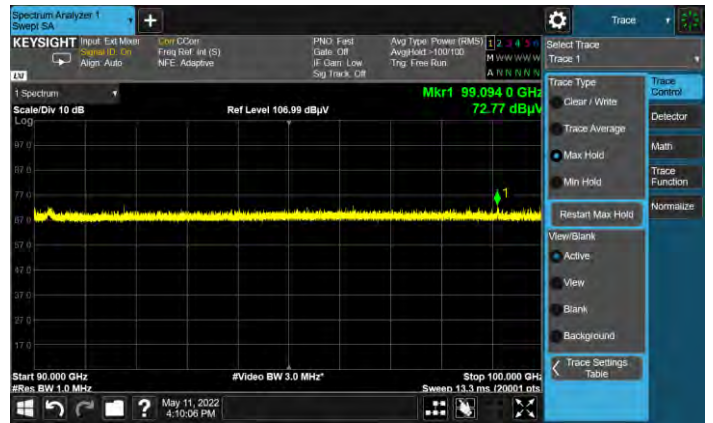 Spectrum Analyzer 1
Swept SA
+
Trace
KEYSIGHT
Input: Ext Mixer
Signal ID: On
Align: Auto
Corr CCorr
Freq Ref: Int (S)
NFE: Adaptive
PNO: Fast
Gate: Off
IF Gain: Low
Sig Track: Off
Avg Type: Power (RMS)
Avg|Hold: >100/100
Trig: Free Run
1 2 3 4 5 6
M W W W W W
A N N N N N
LXI
Select Trace
Trace 1
1 Spectrum
Scale/Div 10 dB
Ref Level 106.99 dBµV
Mkr1 99.094 0 GHz
72.77 dBµV
Log
97.0
87.0
77.0
67.0
57.0
47.0
37.0
27.0
17.0
1
Start 90.000 GHz
#Video BW 3.0 MHz*
Stop 100.000 GHz
#Res BW 1.0 MHz
Sweep 13.3 ms (20001 pts
Trace Type
Clear / Write
Trace Average
Max Hold
Min Hold
Restart Max Hold
View/Blank
Active
View
Blank
Background
Trace Settings
Table
Trace
Control
Detector
Math
Trace
Function
Normalize
?
May 11, 2022
4:10:06 PM